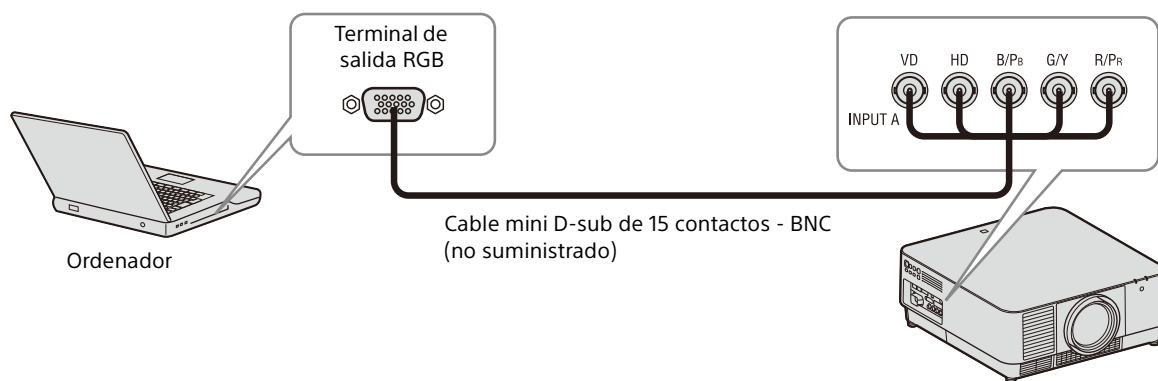 Terminal de
salida RGB
VD HD B/PB G/Y R/PR
INPUT A
Cable mini D-sub de 15 contactos - BNC
(no suministrado)
Ordenador